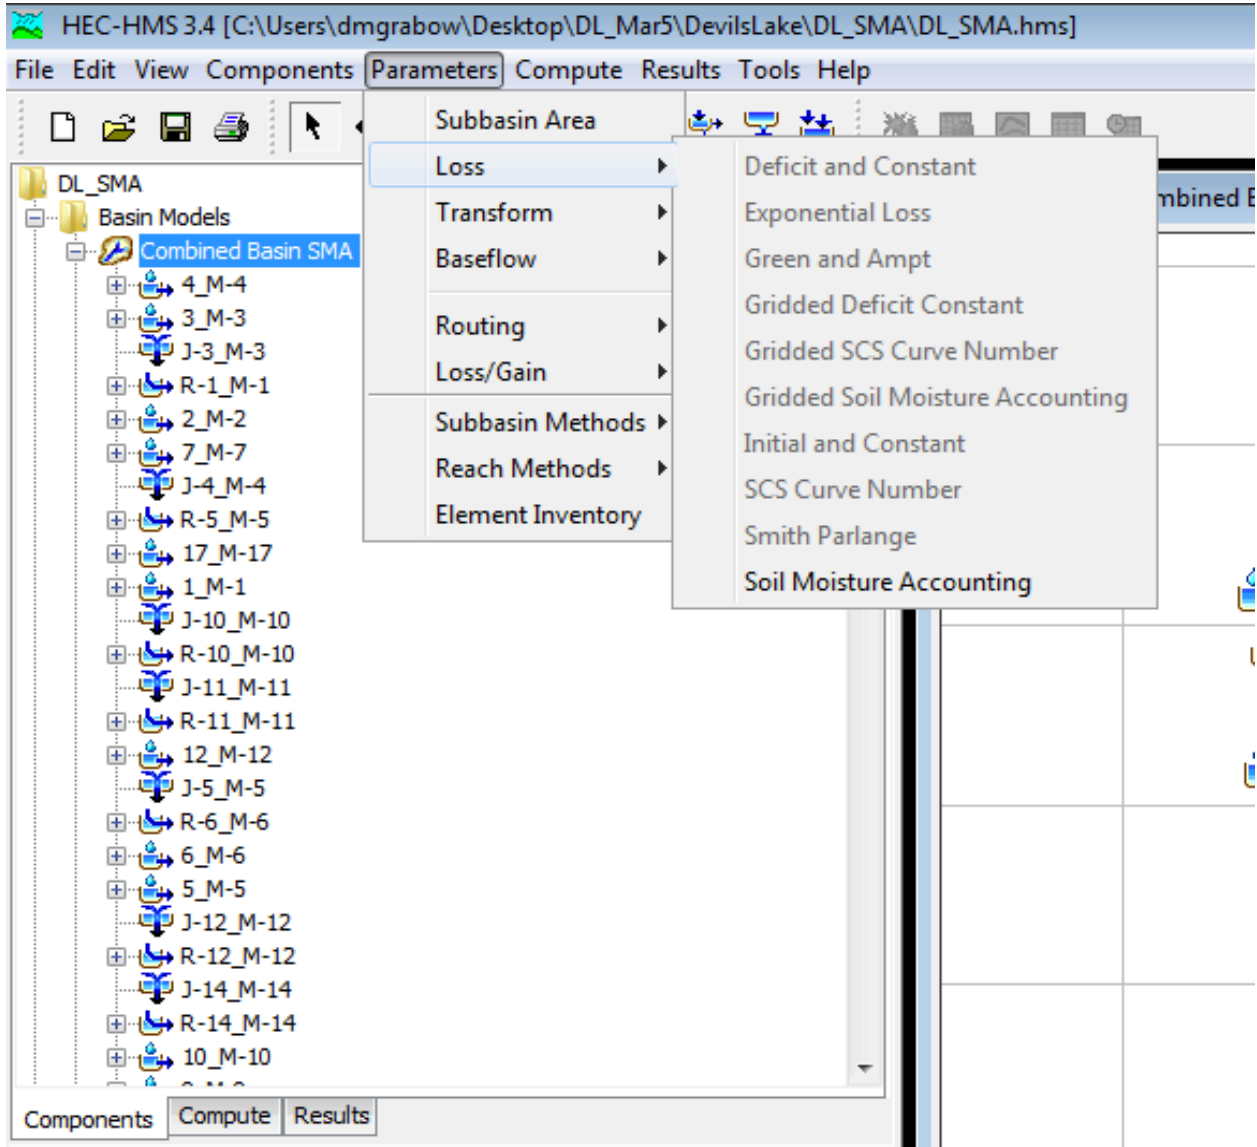 HEC-HMS 3.4 [C:\Users\dmgrabow\Desktop\DL_Mar5\DevilsLake\DL_SMA\DL_SMA.hms]
File Edit View Components Parameters Compute Results Tools Help
Subbasin Area
Loss
Transform
Baseflow
Routing
Loss/Gain
Subbasin Methods
Reach Methods
Element Inventory
Deficit and Constant
Exponential Loss
Green and Ampt
Gridded Deficit Constant
Gridded SCS Curve Number
Gridded Soil Moisture Accounting
Initial and Constant
SCS Curve Number
Smith Parlange
Soil Moisture Accounting
DL_SMA
Basin Models
Combined Basin SMA
4_M-4
3_M-3
J-3_M-3
R-1_M-1
2_M-2
7_M-7
J-4_M-4
R-5_M-5
17_M-17
1_M-1
J-10_M-10
R-10_M-10
J-11_M-11
R-11_M-11
12_M-12
J-5_M-5
R-6_M-6
6_M-6
5_M-5
J-12_M-12
R-12_M-12
J-14_M-14
R-14_M-14
10_M-10
Components Compute Results